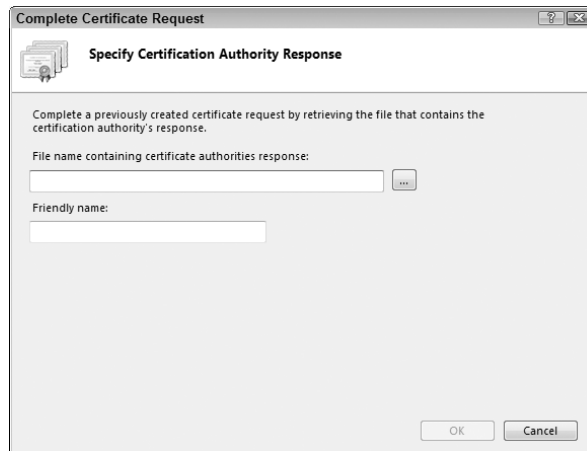 Complete Certificate Request
Specify Certification Authority Response
Complete a previously created certificate request by retrieving the file that contains the
certification authority's response.
File name containing certificate authorities response:
...
Friendly name:
OK
Cancel